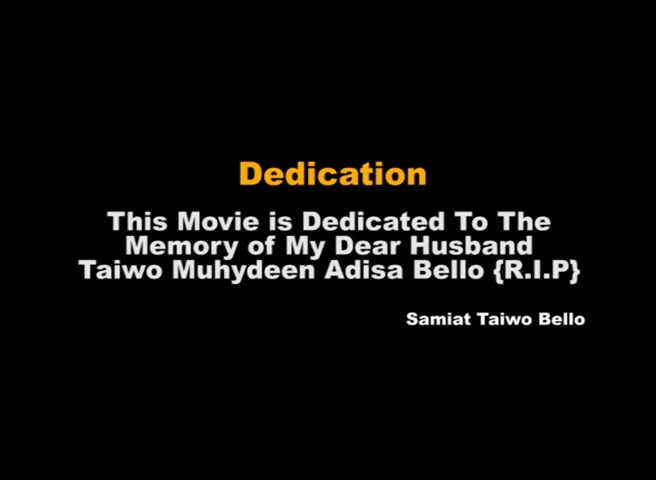 Dedication
This Movie is Dedicated To The
Memory of My Dear Husband
Taiwo Muhydeen Adisa Bello {R.I.P}
Samiat Taiwo Bello